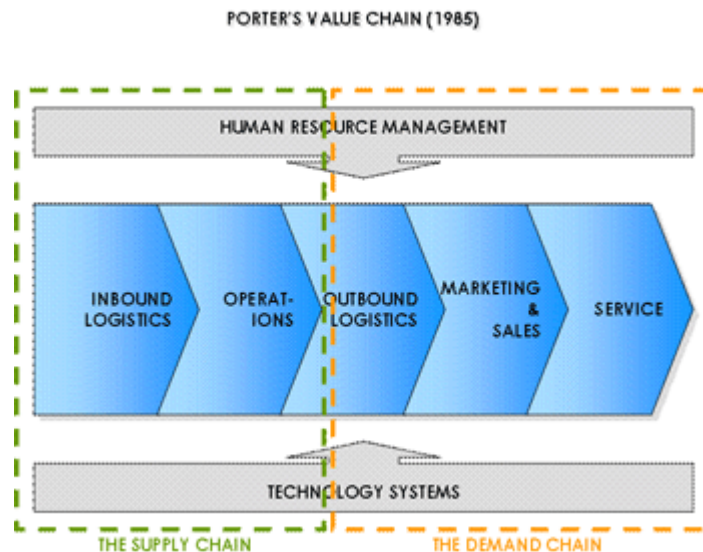 PORTER'S VALUE CHAIN (1985)
HUMAN RESOURCE MANAGEMENT
INBOUND
LOGISTICS
OPERAT-
IONS
OUTBOUND
LOGISTICS
MARKETING
&
SALES
SERVICE
TECHNOLOGY SYSTEMS
THE SUPPLY CHAIN
THE DEMAND CHAIN